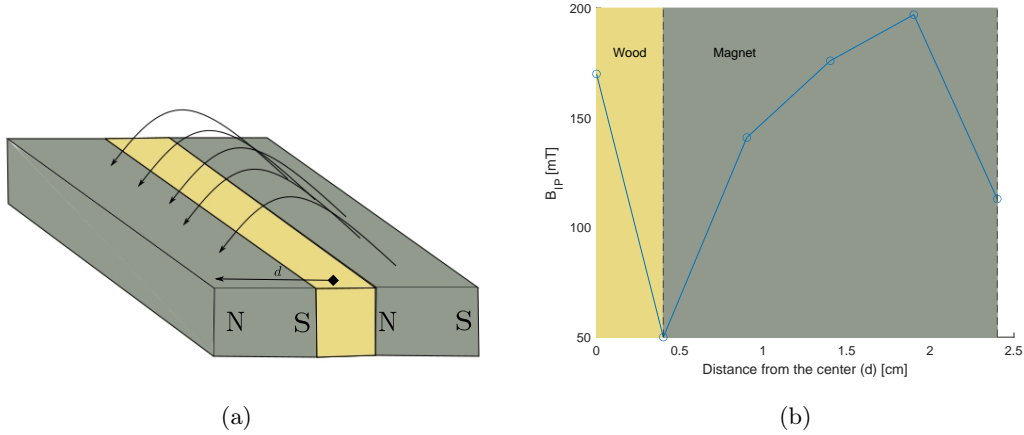 d
N S N S
(a)
200
150
100
50
B_IP [mT]
Wood Magnet
0 0.5 1 1.5 2 2.5
Distance from the center (d) [cm]
(b)